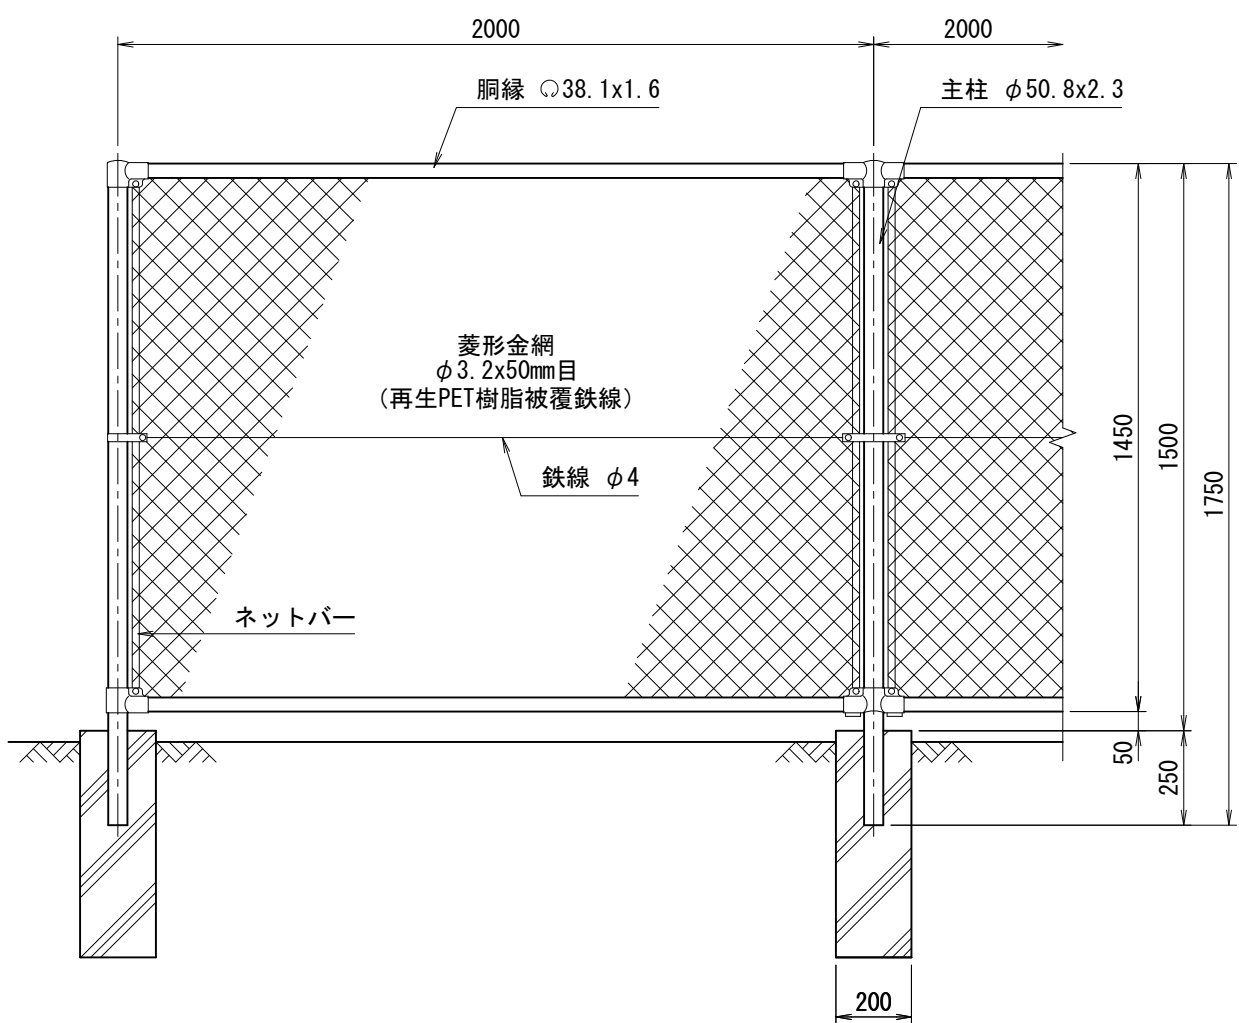 2000
2000
胴縁 ○38.1x1.6
主柱 φ50.8x2.3
菱形金網
φ3.2x50mm目
(再生PET樹脂被覆鉄線)
鉄線 φ4
ネットバー
1450
1500
1750
50
250
200